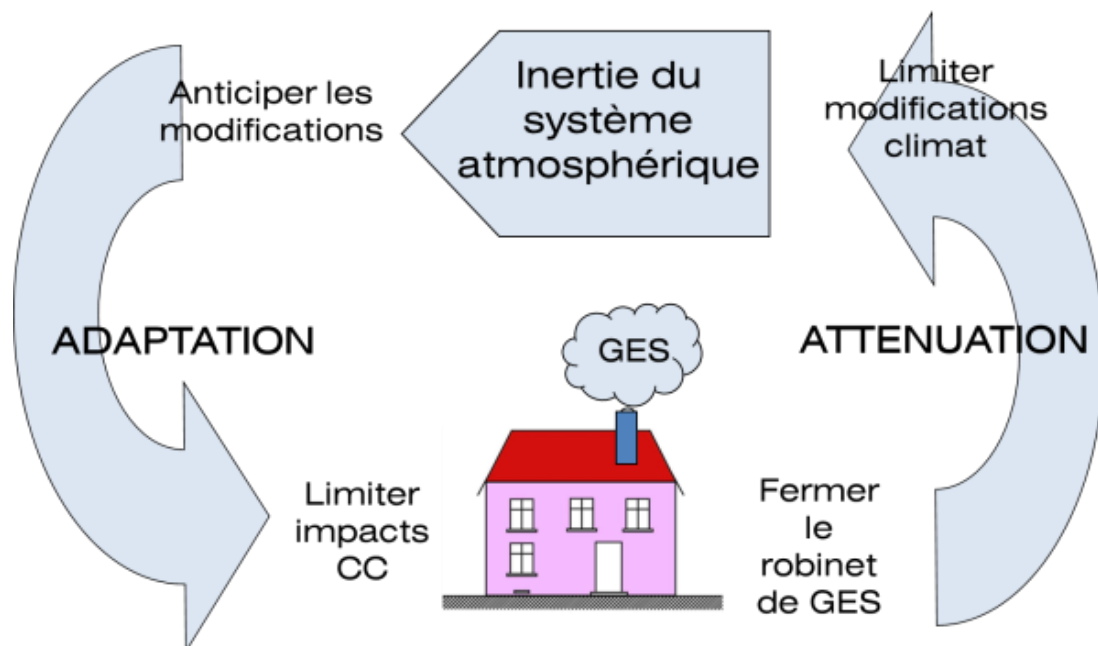 Anticiper les
modifications
Inertie du
système
atmosphérique
Limiter
modifications
climat
ADAPTATION
GES
ATTENUATION
Limiter
impacts
CC
Fermer
le
robinet
de GES